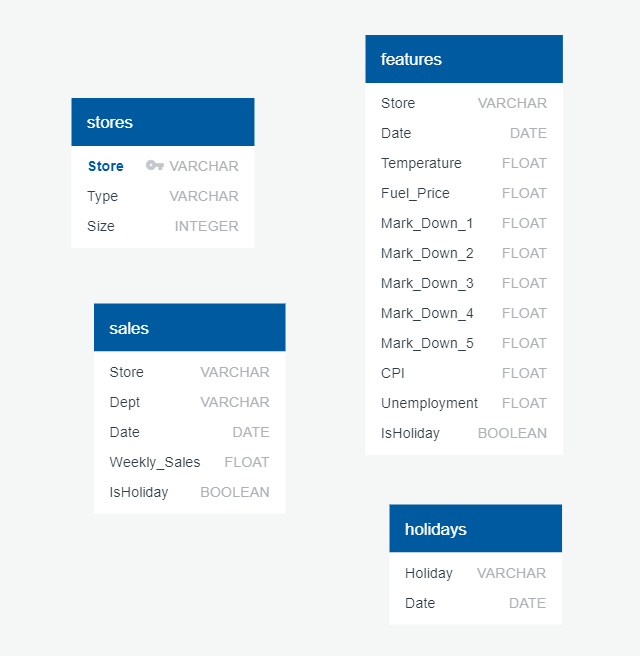 stores
Store VARCHAR
Type VARCHAR
Size INTEGER
sales
Store VARCHAR
Dept VARCHAR
Date DATE
Weekly_Sales FLOAT
IsHoliday BOOLEAN
features
Store VARCHAR
Date DATE
Temperature FLOAT
Fuel_Price FLOAT
Mark_Down_1 FLOAT
Mark_Down_2 FLOAT
Mark_Down_3 FLOAT
Mark_Down_4 FLOAT
Mark_Down_5 FLOAT
CPI FLOAT
Unemployment FLOAT
IsHoliday BOOLEAN
holidays
Holiday VARCHAR
Date DATE